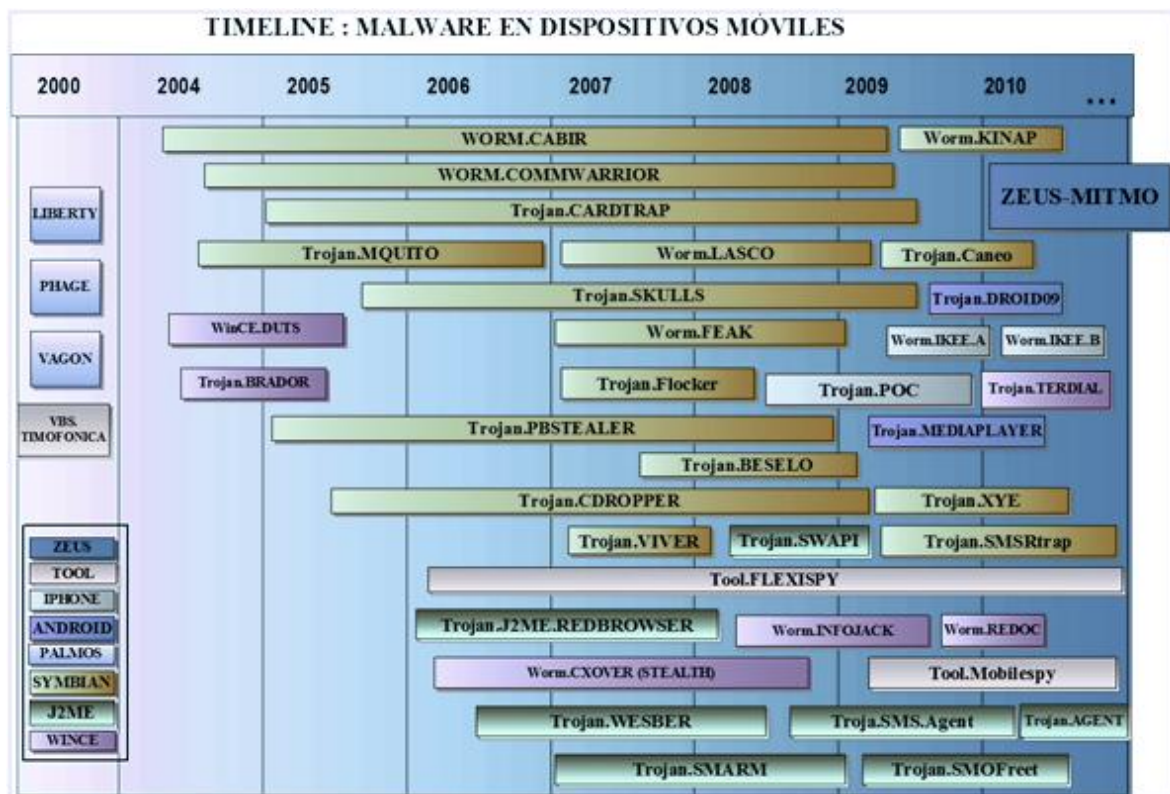 TIMELINE : MALWARE EN DISPOSITIVOS MÓVILES
2000 2004 2005 2006 2007 2008 2009 2010 ...
WORM.CABIR Worm.KINAP
WORM.COMMWARRIOR
ZEUS-MITMO
LIBERTY Trojan.CARDTRAP
Trojan.MQUITO Worm.LASCO Trojan.Caneo
PHAGE Trojan.SKULLS Trojan.DROID09
WinCE.DUTS Worm.FEAK Worm.IKEE.A Worm.IKEE.B
VAGON
Trojan.BRADOR Trojan.Flocker Trojan.POC Trojan.TERDIAL
VBS.
TIMOFONICA
Trojan.PBSTEALER Trojan.MEDIAPLAYER
Trojan.BESELO
Trojan.CDROPPER Trojan.XYE
Trojan.VIVER Trojan.SWAPI Trojan.SMSRtrap
ZEUS
TOOL Tool.FLEXISPY
IPHONE
ANDROID Trojan.J2ME.REDBROWSER Worm.INFOJACK Worm.REDOC
PALMOS
SYMBIAN Worm.CXOVER (STEALTH) Tool.Mobilespy
J2ME Trojan.WESBER Troja.SMS.Agent Trojan.AGENT
WINCE
Trojan.SMARM Trojan.SMOFreet